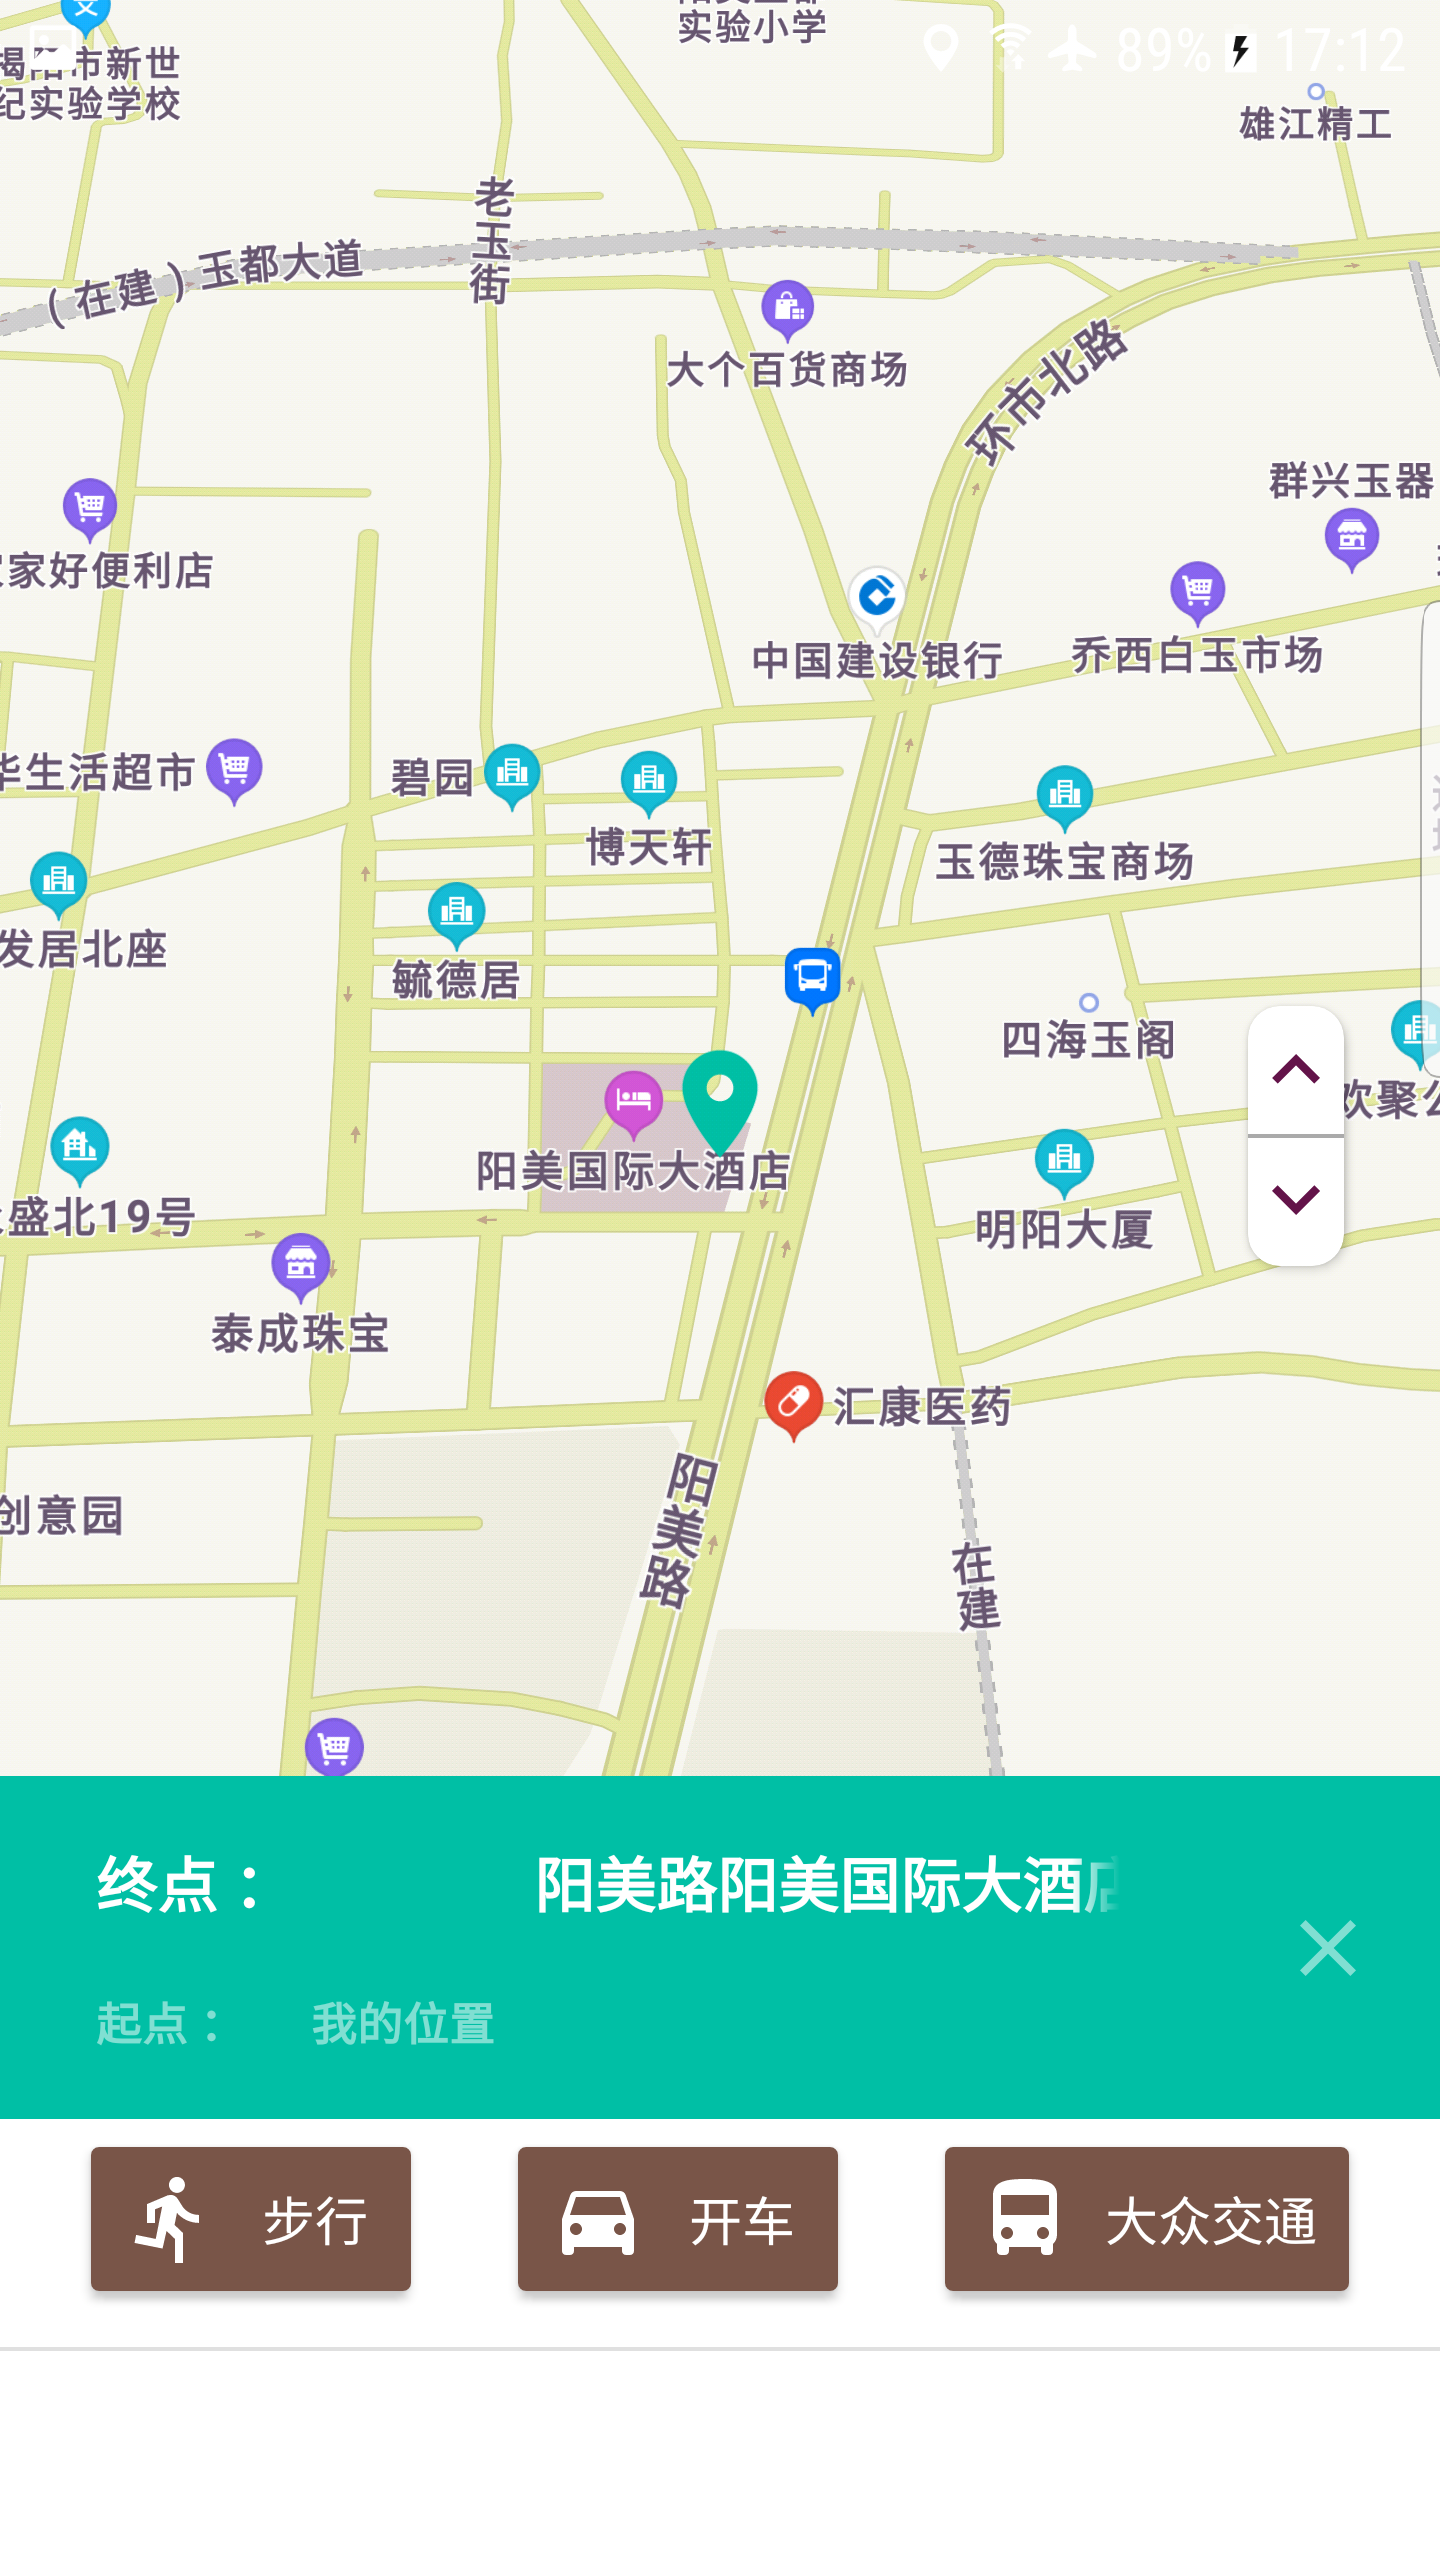 实验小学
89%
17:12
市新世
纪实验学校
雄江精工
老玉街
(在建)玉都大道
大个百货商场
环市北路
群兴玉器
家好便利店
中国建设银行
乔西白玉市场
生活超市
碧园
博天轩
玉德珠宝商场
发居北座
毓德居
四海玉阁
欢聚公
阳美国际大酒店
盛北19号
明阳大厦
泰成珠宝
汇康医药
阳美路
创意园
在建
终点：
阳美路阳美国际大酒店
起点：
我的位置
步行
开车
大众交通